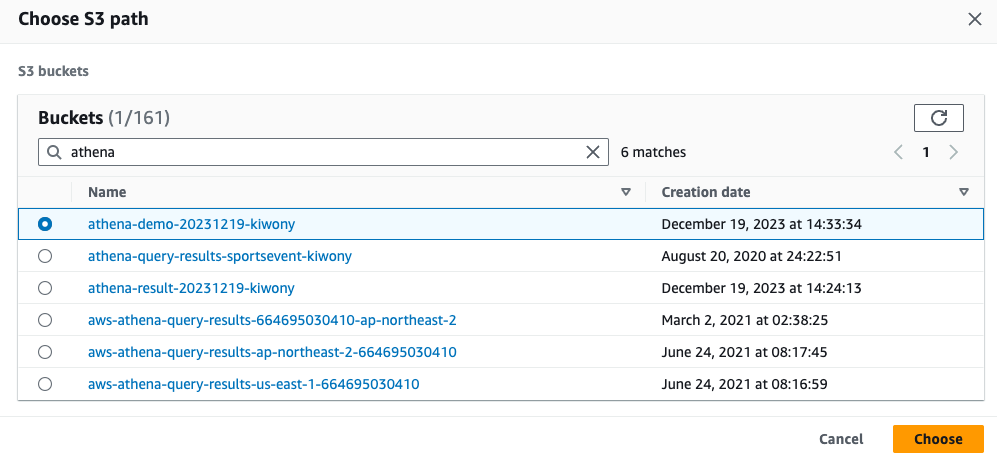 Choose S3 path
S3 buckets
Buckets (1/161)
athena 6 matches 1
Name Creation date
athena-demo-20231219-kiwony December 19, 2023 at 14:33:34
athena-query-results-sportsevent-kiwony August 20, 2020 at 24:22:51
athena-result-20231219-kiwony December 19, 2023 at 14:24:13
aws-athena-query-results-664695030410-ap-northeast-2 March 2, 2021 at 02:38:25
aws-athena-query-results-ap-northeast-2-664695030410 June 24, 2021 at 08:17:45
aws-athena-query-results-us-east-1-664695030410 June 24, 2021 at 08:16:59
Cancel Choose